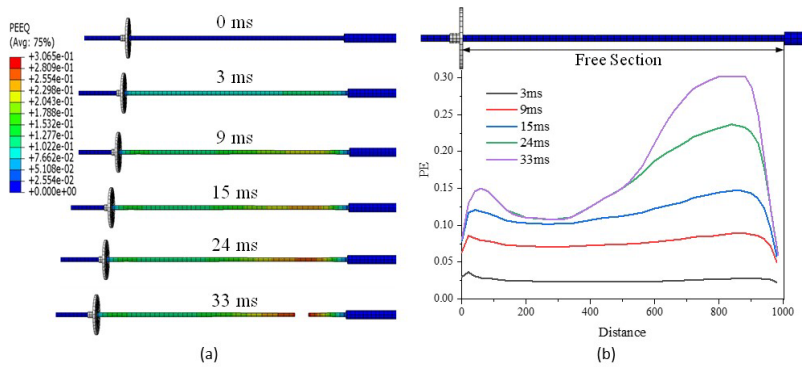 PEEQ
(Avg: 75%)
+3.065e-01
+2.809e-01
+2.554e-01
+2.298e-01
+2.043e-01
+1.788e-01
+1.532e-01
+1.277e-01
+1.022e-01
+7.662e-02
+5.108e-02
+2.554e-02
+0.000e+00
0 ms
3 ms
9 ms
15 ms
24 ms
33 ms
(a)
Free Section
0.30
0.25
0.20
0.15
0.10
0.05
0.00
PE
3ms
9ms
15ms
24ms
33ms
0
200
400
600
800
1000
Distance
(b)